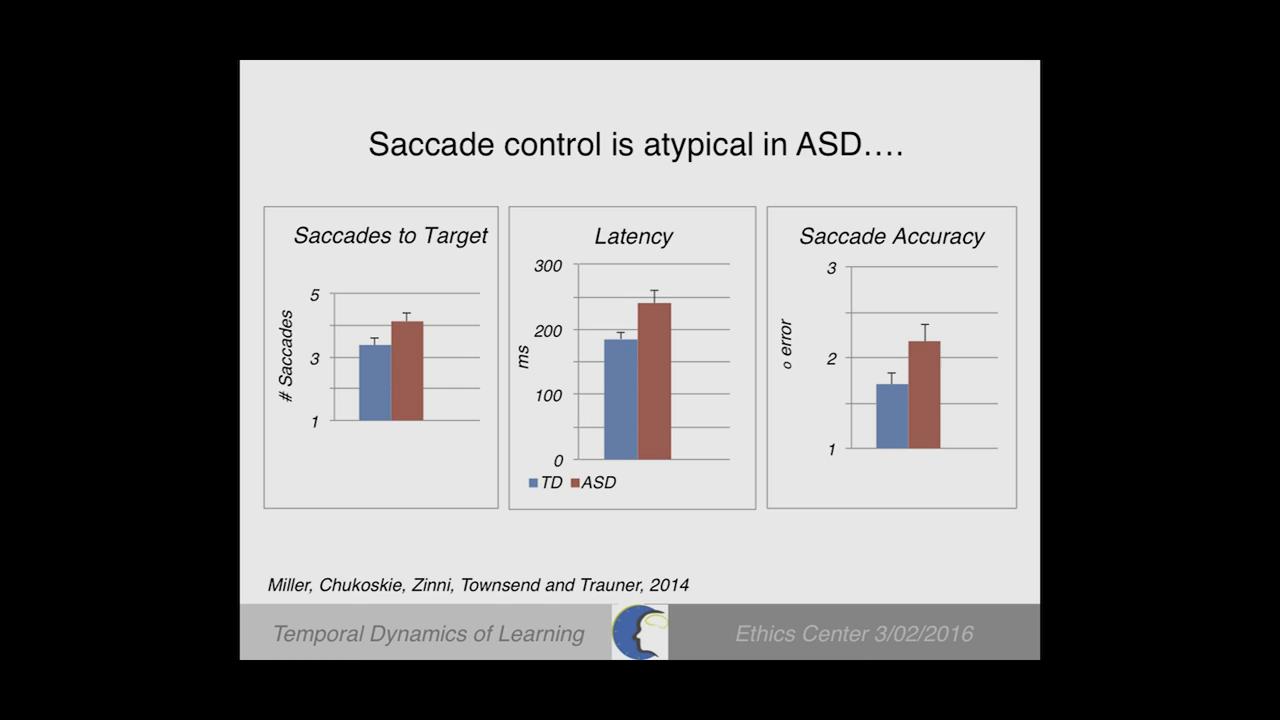 Saccade control is atypical in ASD….
Saccades to Target
# Saccades
5
3
1
Latency
ms
300
200
100
0
TD ASD
Saccade Accuracy
o error
3
2
1
Miller, Chukoskie, Zinni, Townsend and Trauner, 2014
Temporal Dynamics of Learning
Ethics Center 3/02/2016